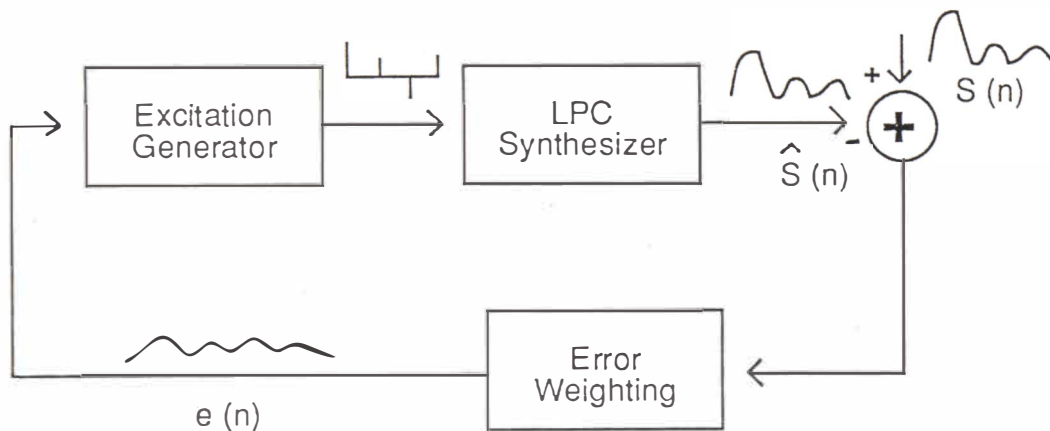 Excitation
Generator
LPC
Synthesizer
+
S (n)
+
-
Ŝ (n)
Error
Weighting
e (n)